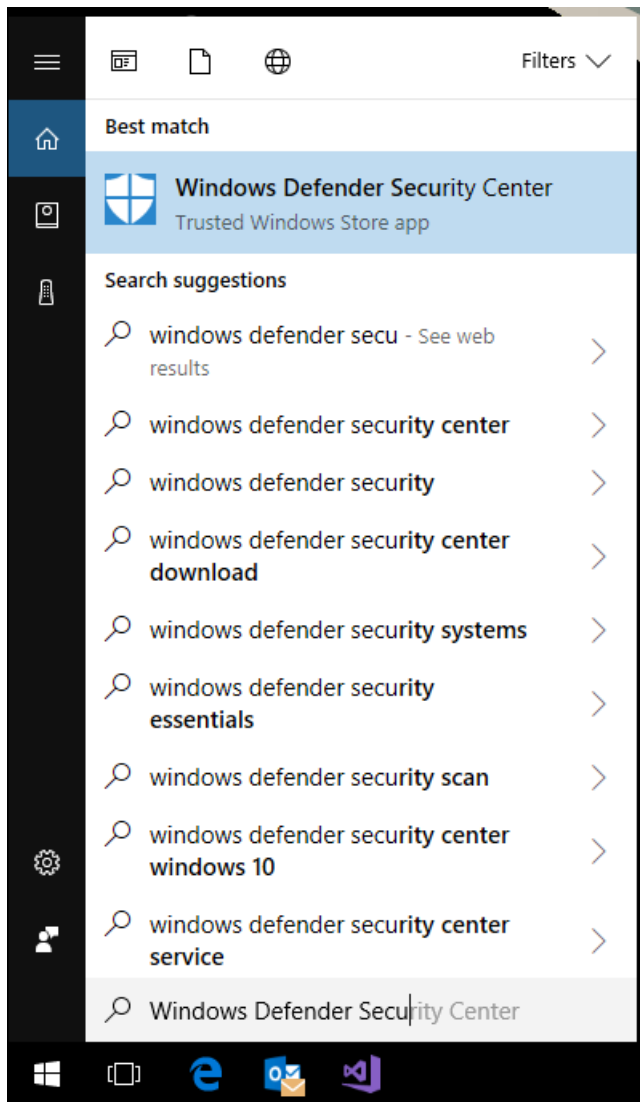 Filters
Best match
Windows Defender Security Center
Trusted Windows Store app
Search suggestions
windows defender secu - See web
results
windows defender security center
windows defender security
windows defender security center
download
windows defender security systems
windows defender security
essentials
windows defender security scan
windows defender security center
windows 10
windows defender security center
service
Windows Defender Security Center